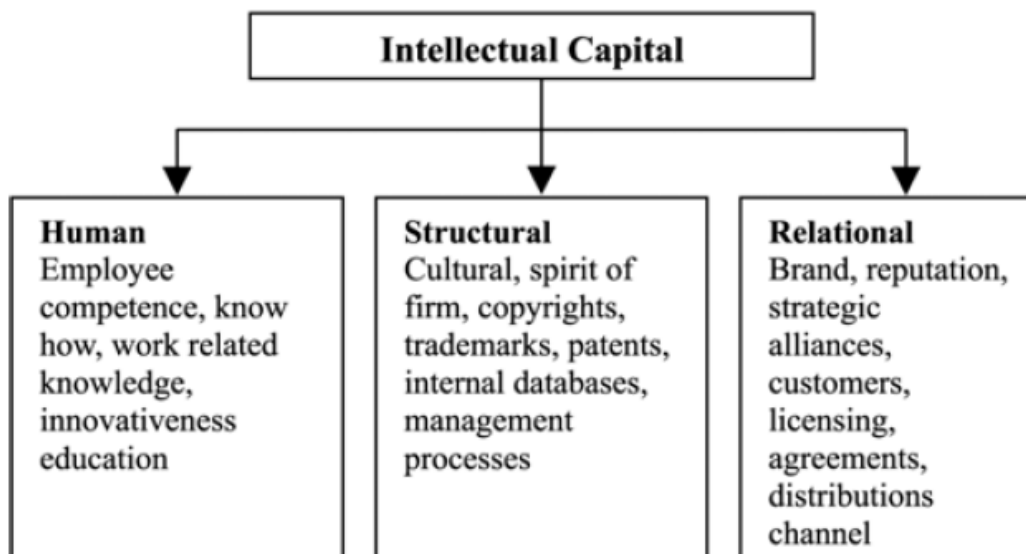 Intellectual Capital
Human
Employee
competence, know
how, work related
knowledge,
innovativeness
education
Structural
Cultural, spirit of
firm, copyrights,
trademarks, patents,
internal databases,
management
processes
Relational
Brand, reputation,
strategic
alliances,
customers,
licensing,
agreements,
distributions
channel